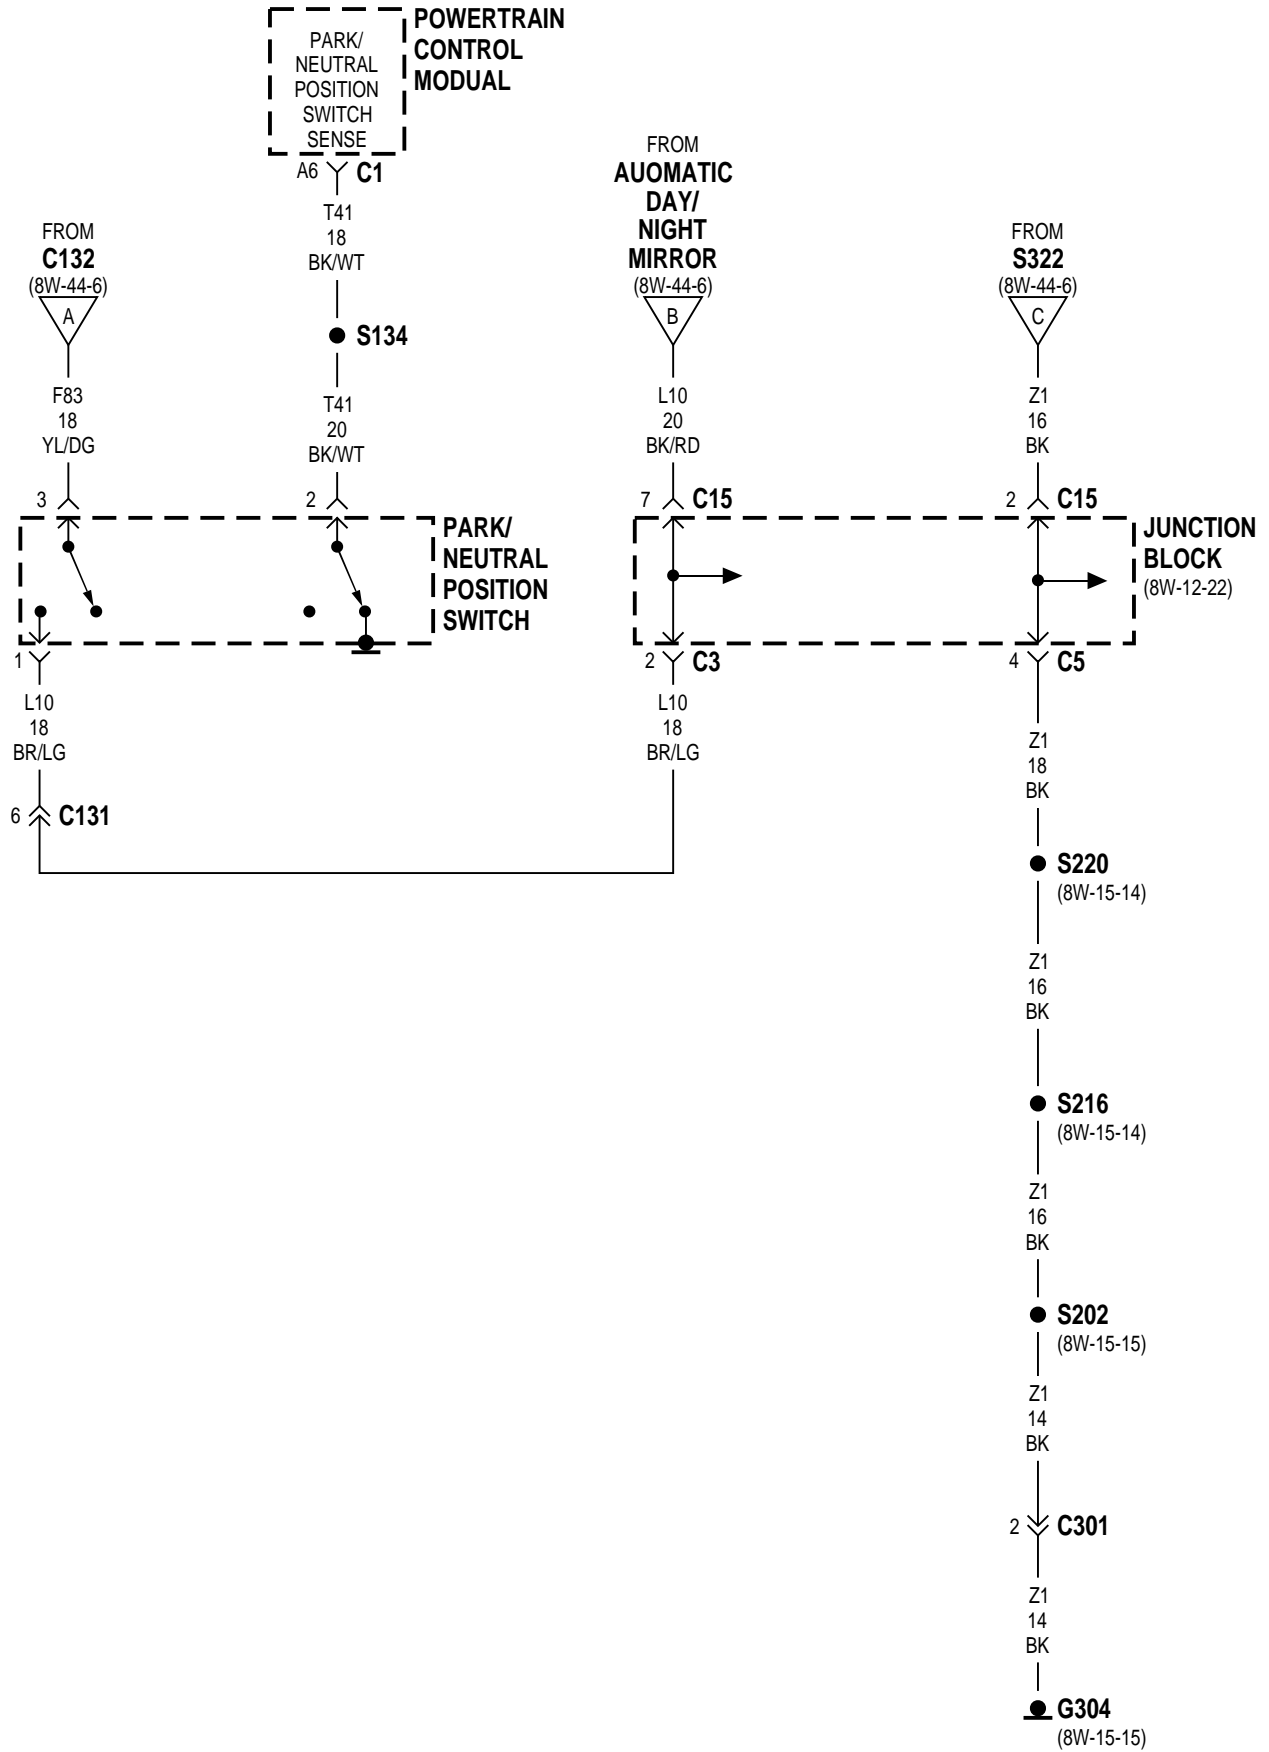 POWERTRAIN
CONTROL
MODUAL
PARK/
NEUTRAL
POSITION
SWITCH
SENSE
A6 C1
T41
18
BK/WT
S134
T41
20
BK/WT
FROM
C132
(8W-44-6)
A
F83
18
YL/DG
FROM
AUOMATIC
DAY/
NIGHT
MIRROR
(8W-44-6)
B
L10
20
BK/RD
FROM
S322
(8W-44-6)
C
Z1
16
BK
3
2
7 C15
2 C15
PARK/
NEUTRAL
POSITION
SWITCH
JUNCTION
BLOCK
(8W-12-22)
1
2 C3
4 C5
L10
18
BR/LG
6 C131
L10
18
BR/LG
Z1
18
BK
S220
(8W-15-14)
Z1
16
BK
S216
(8W-15-14)
Z1
16
BK
S202
(8W-15-15)
Z1
14
BK
2 C301
Z1
14
BK
G304
(8W-15-15)